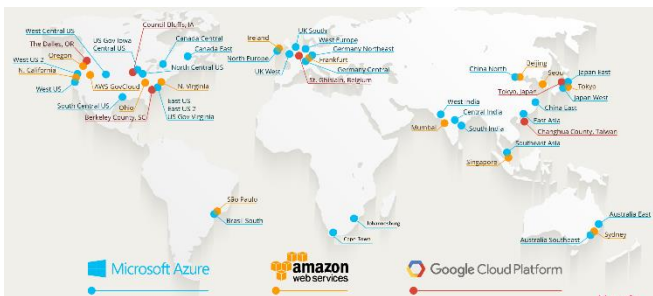 West Central US
The Dalles, OR
Oregon
West US 2
N. California
West US
US Gov Iowa
Central US
Council Bluffs, IA
Canada Central
Canada East
North Central US
AWS GovCloud
N. Virginia
South Central US
Ohio
Berkeley County, SC
East US
East US 2
US Gov Virginia
Ireland
North Europe
UK West
UK South
West Europe
Germany Northeast
Frankfurt
Germany Central
St. Ghislain, Belgium
China North
Beijing
Seoul
Tokyo, Japan
Japan East
Tokyo
Japan West
China East
East Asia
Changhua County, Taiwan
West India
Central India
Mumbai
South India
Southeast Asia
Singapore
São Paulo
Brasil South
Johannesburg
Cape Town
Australia East
Australia Southeast
Sydney
Microsoft Azure
amazon
web services
Google Cloud Platform